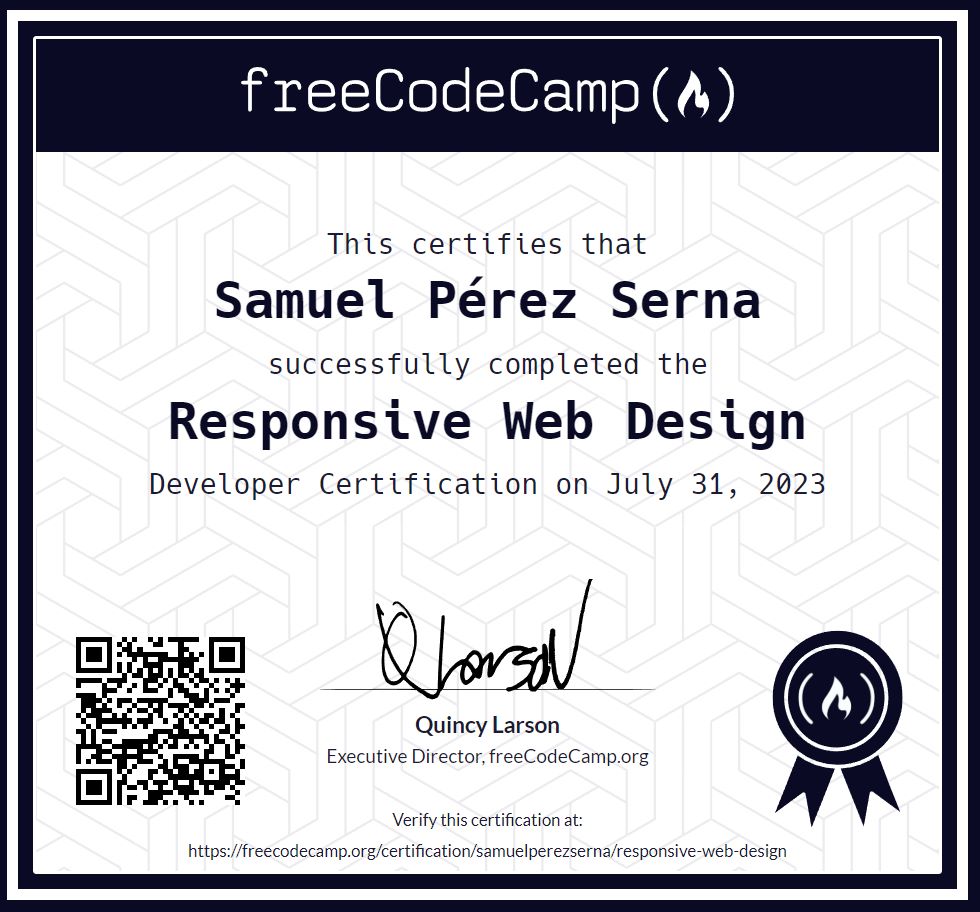 freeCodeCamp
This certifies that
Samuel Pérez Serna
successfully completed the
Responsive Web Design
Developer Certification on July 31, 2023
Quincy Larson
Executive Director, freeCodeCamp.org
Verify this certification at:
https://freecodecamp.org/certification/samuelperezserna/responsive-web-design